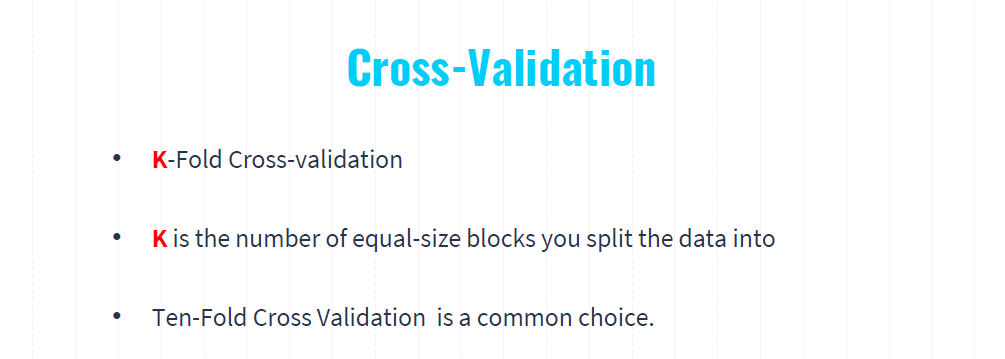 Cross-Validation
• K-Fold Cross-validation
• K is the number of equal-size blocks you split the data into
• Ten-Fold Cross Validation  is a common choice.